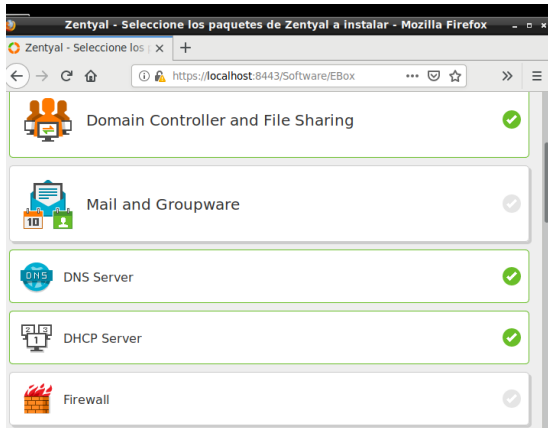 Zentyal - Seleccione los paquetes de Zentyal a instalar - Mozilla Firefox
Zentyal - Seleccione los
https://localhost:8443/Software/EBox
Domain Controller and File Sharing
10
Mail and Groupware
DNS
DNS Server
2 3
1
DHCP Server
Firewall